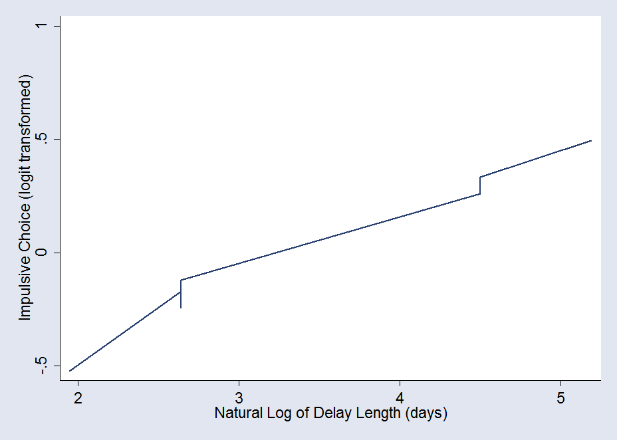 Impulsive Choice (logit transformed)
1
.5
0
-.5
2 3 4 5
Natural Log of Delay Length (days)